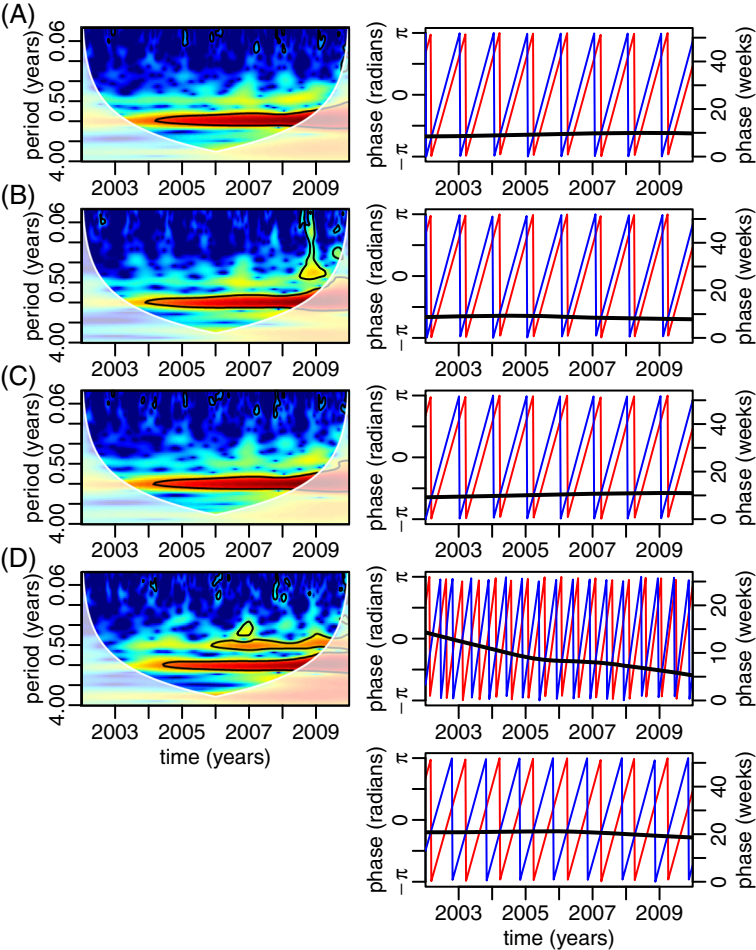 (A)
period (years)
0.06
0.50
4.00
2003 2005 2007 2009
phase (radians)
π
0
−π
0 20 40
phase (weeks)
2003 2005 2007 2009
(B)
period (years)
0.06
0.50
4.00
2003 2005 2007 2009
phase (radians)
π
0
−π
0 20 40
phase (weeks)
2003 2005 2007 2009
(C)
period (years)
0.06
0.50
4.00
2003 2005 2007 2009
phase (radians)
π
0
−π
0 20 40
phase (weeks)
2003 2005 2007 2009
(D)
period (years)
0.06
0.50
4.00
2003 2005 2007 2009
time (years)
phase (radians)
π
0
−π
0 10 20
phase (weeks)
2003 2005 2007 2009
phase (radians)
π
0
−π
0 20 40
phase (weeks)
2003 2005 2007 2009
time (years)